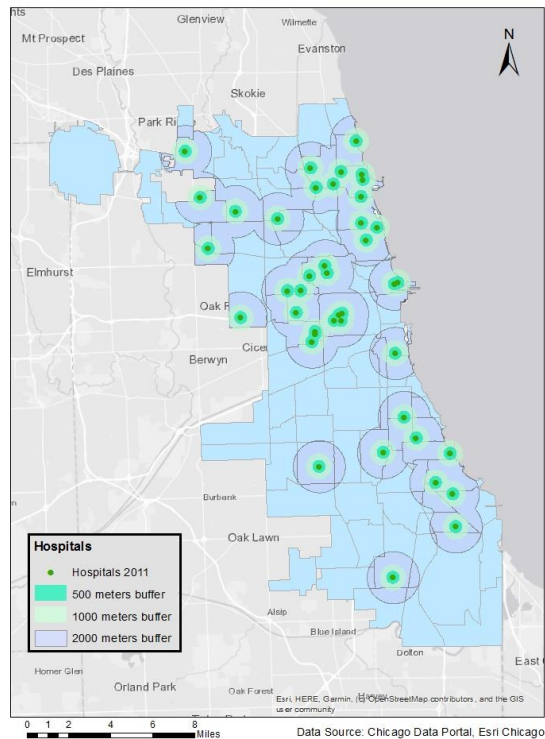 Glenview
Wilmette
Mt Prospect
Evanston
N
Des Plaines
Skokie
Park Ri
Elmhurst
Oak
Cice
Berwyn
Burbank
Oak Lawn
Hospitals
Hospitals 2011
500 meters buffer
1000 meters buffer
2000 meters buffer
Alsip
Blue Island
Dolton
Homer Glen
East
Orland Park
Oak Forest
Esri, HERE, Garmin, (c) OpenStreetMap contributors, and the GIS
user community
0 1 2 4 6 8
Miles
Data Source: Chicago Data Portal, Esri Chicago